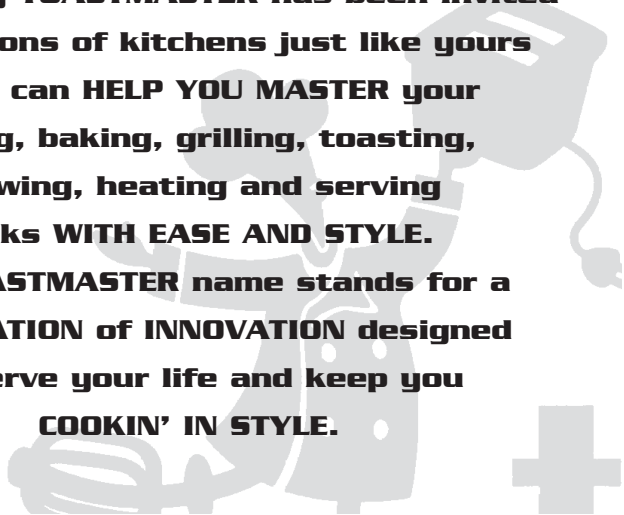 TOASTMASTER has been invited
ons of kitchens just like yours
can HELP YOU MASTER your
g, baking, grilling, toasting,
wing, heating and serving
ks WITH EASE AND STYLE.
ASTMASTER name stands for a
ATION of INNOVATION designed
erve your life and keep you
COOKIN' IN STYLE.